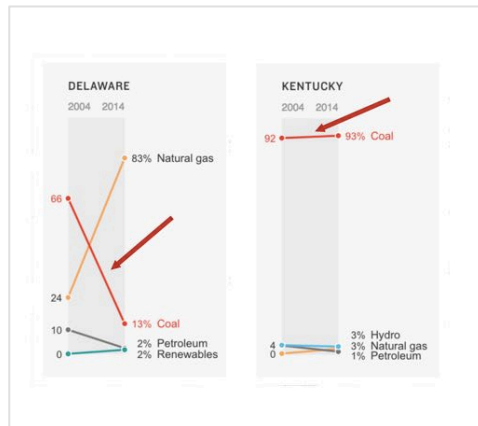 DELAWARE
2004 2014
83% Natural gas
66
24
13% Coal
10
2% Petroleum
0
2% Renewables
KENTUCKY
2004 2014
92
93% Coal
3% Hydro
4
3% Natural gas
0
1% Petroleum